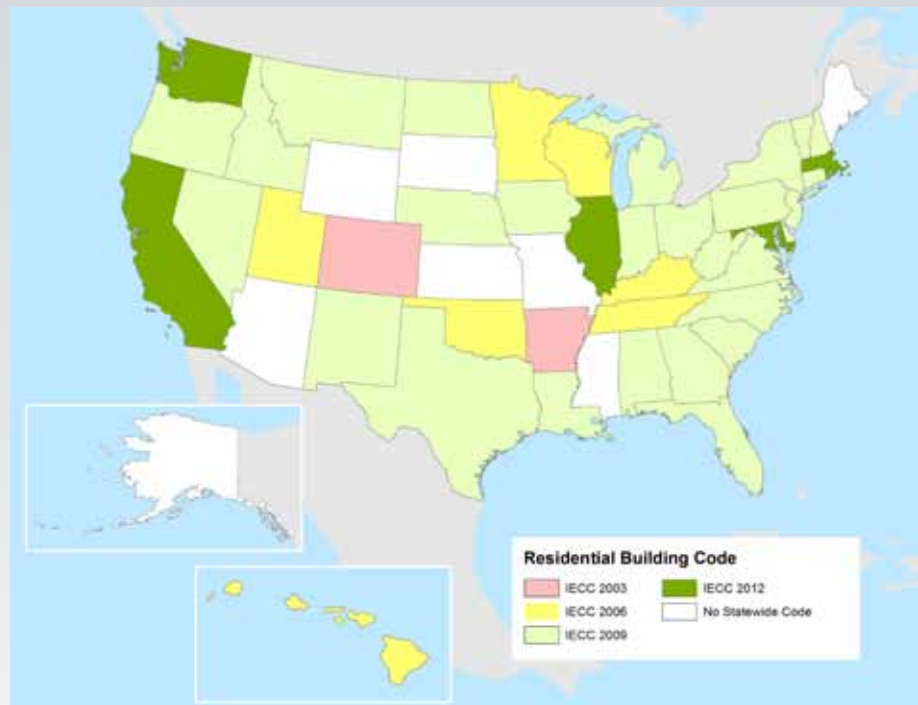 Residential Building Code
IECC 2003
IECC 2006
IECC 2009
IECC 2012
No Statewide Code